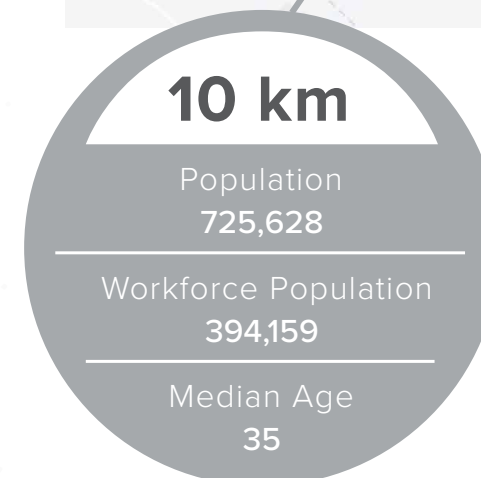 10 km
Population
725,628
Workforce Population
394,159
Median Age
35